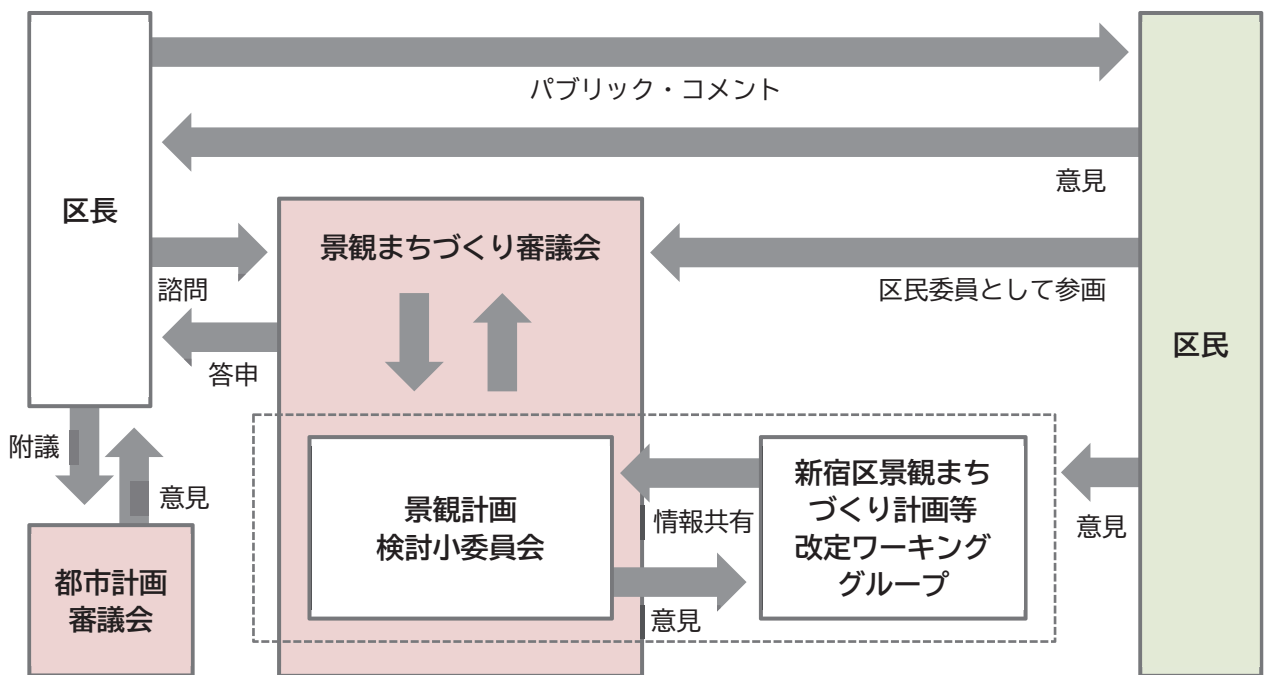 パブリック・コメント
意見
区長
景観まちづくり審議会
諮問
区民委員として参画
答申
区民
附議
意見
都市計画
審議会
景観計画
検討小委員会
情報共有
意見
新宿区景観まち
づくり計画等
改定ワーキング
グループ
意見